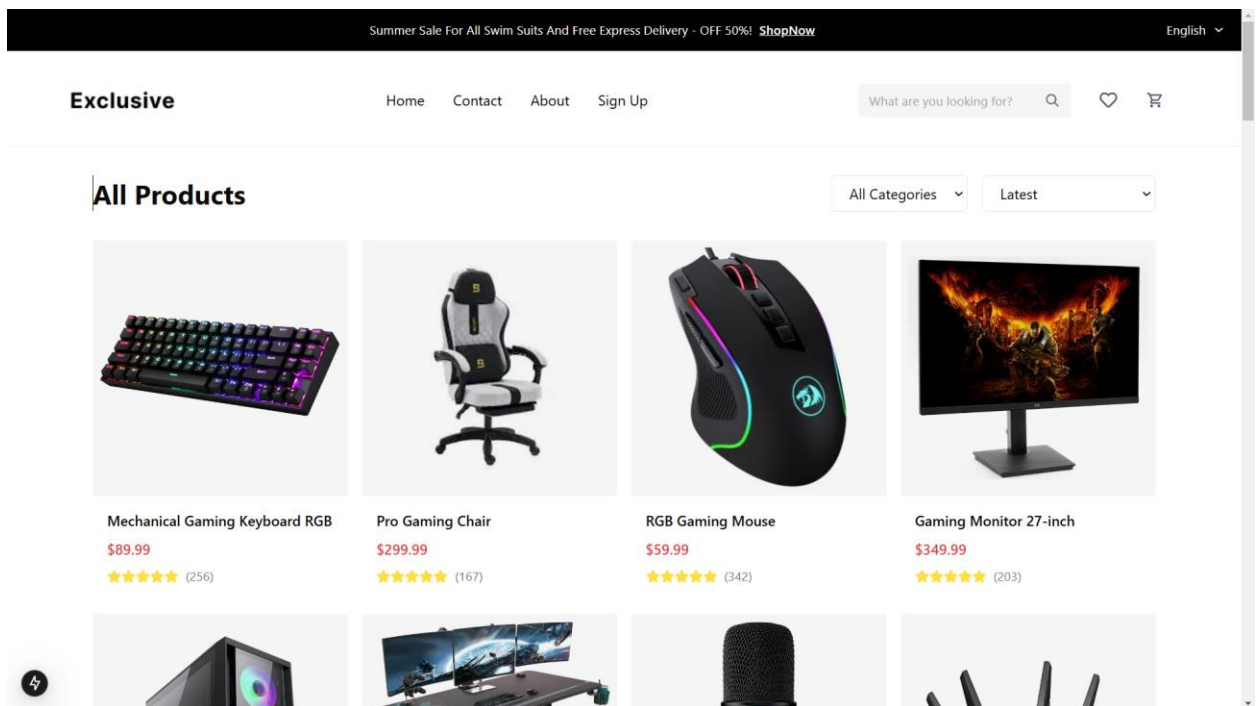 Summer Sale For All Swim Suits And Free Express Delivery - OFF 50%! ShopNow
English
Exclusive
Home Contact About Sign Up
What are you looking for?
All Products
All Categories
Latest
Mechanical Gaming Keyboard RGB
$89.99
(256)
Pro Gaming Chair
$299.99
(167)
RGB Gaming Mouse
$59.99
(342)
Gaming Monitor 27-inch
$349.99
(203)